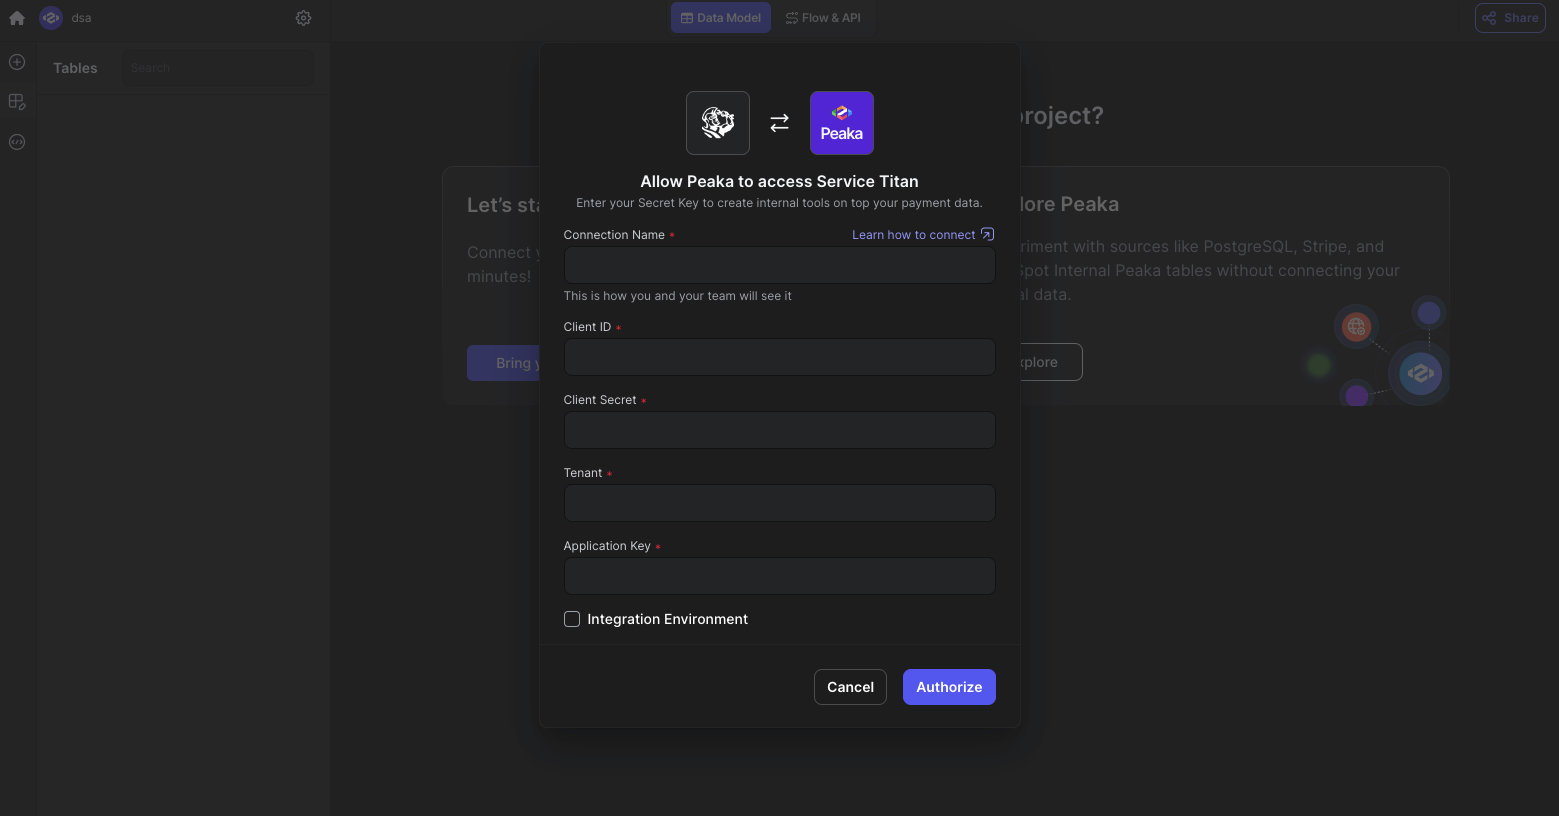 dsa
Data Model
Flow & API
Share
Tables
Search
roject?
Peaka
Allow Peaka to access Service Titan
Enter your Secret Key to create internal tools on top your payment data.
Connection Name *
Learn how to connect
This is how you and your team will see it
Client ID *
Client Secret *
Tenant *
Application Key *
Integration Environment
Cancel
Authorize
Let's sta
Connect y
minutes!
Bring y
lore Peaka
riment with sources like PostgreSQL, Stripe, and
Spot Internal Peaka tables without connecting your
al data.
xplore